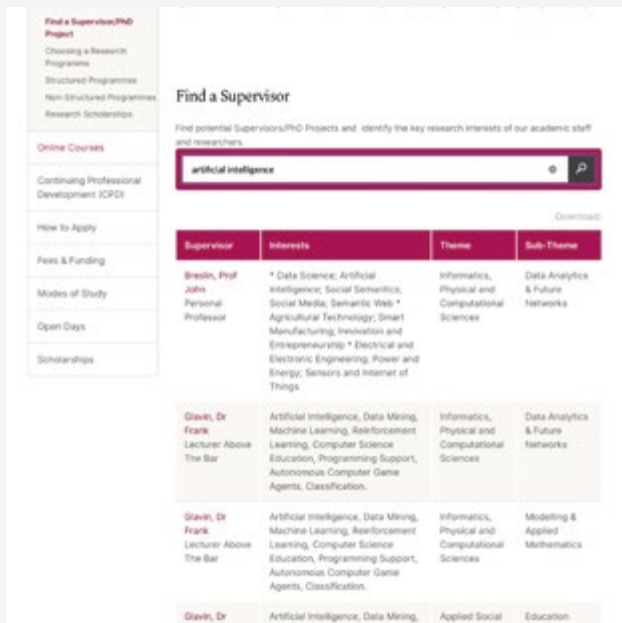 Find a Supervisor/PhD
Project
Choosing a Research
Programme
Structured Programmes
Non-Structured Programmes
Research Scholarships
Online Courses
Continuing Professional
Development (CPD)
How to Apply
Fees & Funding
Modes of Study
Open Days
Scholarships
Find a Supervisor
Find potential Supervisors/PhD Projects and identify the key research interests of our academic staff
and researchers.
artificial intelligence
Download:
Supervisor Interests Theme Sub-Theme
Breslin, Prof * Data Science; Artificial Informatics, Data Analytics
John Intelligence; Social Semantics; Physical and & Future
Personal Social Media; Semantic Web * Computational Networks
Professor Agricultural Technology; Smart Sciences
Manufacturing; Innovation and
Entrepreneurship * Electrical and
Electronic Engineering; Power and
Energy; Sensors and Internet of
Things
Glavin, Dr Artificial Intelligence, Data Mining, Informatics, Data Analytics
Frank Machine Learning, Reinforcement Physical and & Future
Lecturer Above Learning, Computer Science Computational Networks
The Bar Education, Programming Support, Sciences
Autonomous Computer Game
Agents, Classification.
Glavin, Dr Artificial Intelligence, Data Mining, Informatics, Modelling &
Frank Machine Learning, Reinforcement Physical and Applied
Lecturer Above Learning, Computer Science Computational Mathematics
The Bar Education, Programming Support, Sciences
Autonomous Computer Game
Agents, Classification.
Glavin, Dr Artificial Intelligence, Data Mining, Applied Social Education